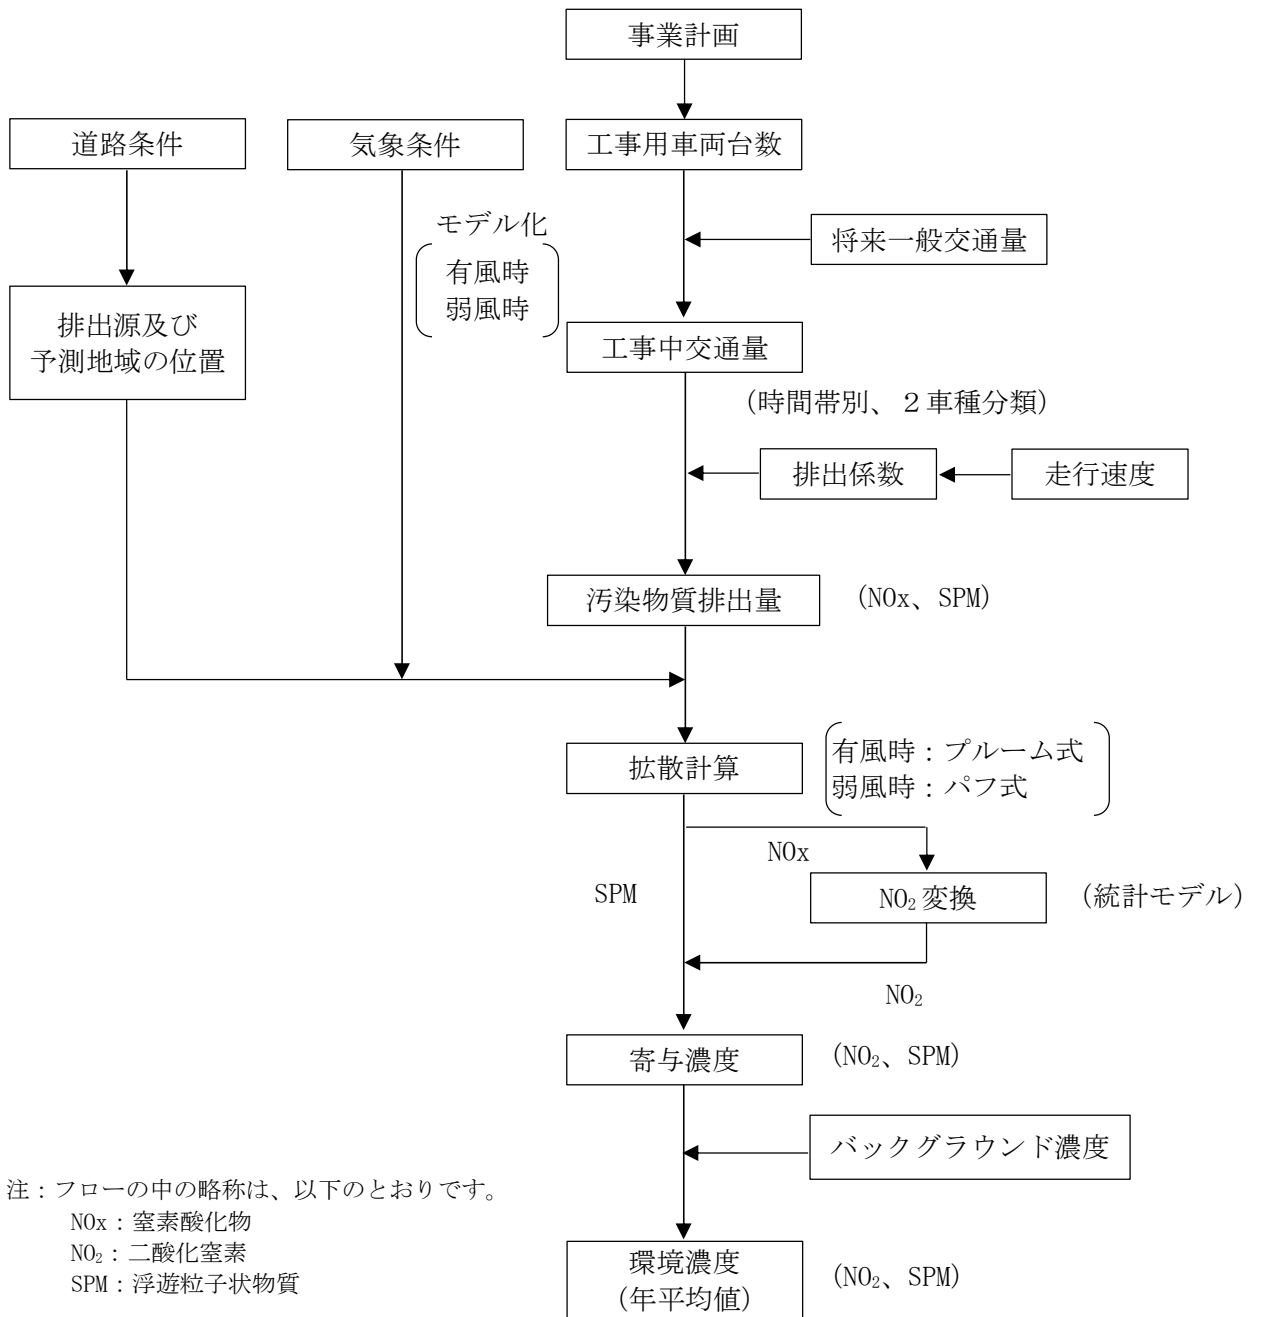 事業計画
道路条件
気象条件
工事用車両台数
モデル化
有風時
弱風時
将来一般交通量
排出源及び
予測地域の位置
工事中交通量
(時間帯別、２車種分類)
排出係数
走行速度
汚染物質排出量
(NOx、SPM)
拡散計算
有風時：プルーム式
弱風時：パフ式
NOx
SPM
NO₂変換
(統計モデル)
NO₂
寄与濃度
(NO₂、SPM)
バックグラウンド濃度
注：フローの中の略称は、以下のとおりです。
NOx：窒素酸化物
NO₂：二酸化窒素
SPM：浮遊粒子状物質
環境濃度
(年平均値)
(NO₂、SPM)